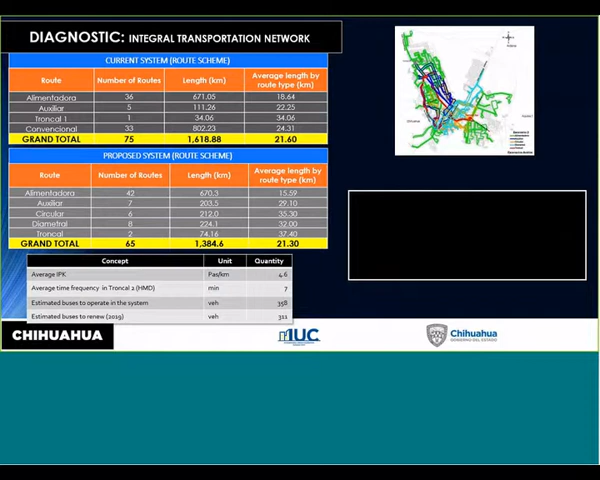 DIAGNOSTIC: INTEGRAL TRANSPORTATION NETWORK
CURRENT SYSTEM (ROUTE SCHEME)
Route Number of Routes Length (km) Average length by route type (km)
Alimentadora 36 671.05 18.64
Auxiliar 5 111.26 22.25
Troncal 1 1 34.06 34.06
Convencional 33 802.23 24.31
GRAND TOTAL 75 1,618.88 21.60
PROPOSED SYSTEM (ROUTE SCHEME)
Route Number of Routes Length (km) Average length by route type (km)
Alimentadora 42 670.3 15.59
Auxiliar 7 203.5 29.10
Circular 6 212.0 35.30
Diametral 8 224.1 32.00
Troncal 2 74.16 37.40
GRAND TOTAL 65 1,384.6 21.30
Concept Unit Quantity
Average IPK Pas/km 4.6
Average time frequency in Troncal 2 (HMD) min 7
Estimated buses to operate in the system veh 358
Estimated buses to renew (2019) veh 311
CHIHUAHUA
IUC
Chihuahua
GOBIERNO DEL ESTADO